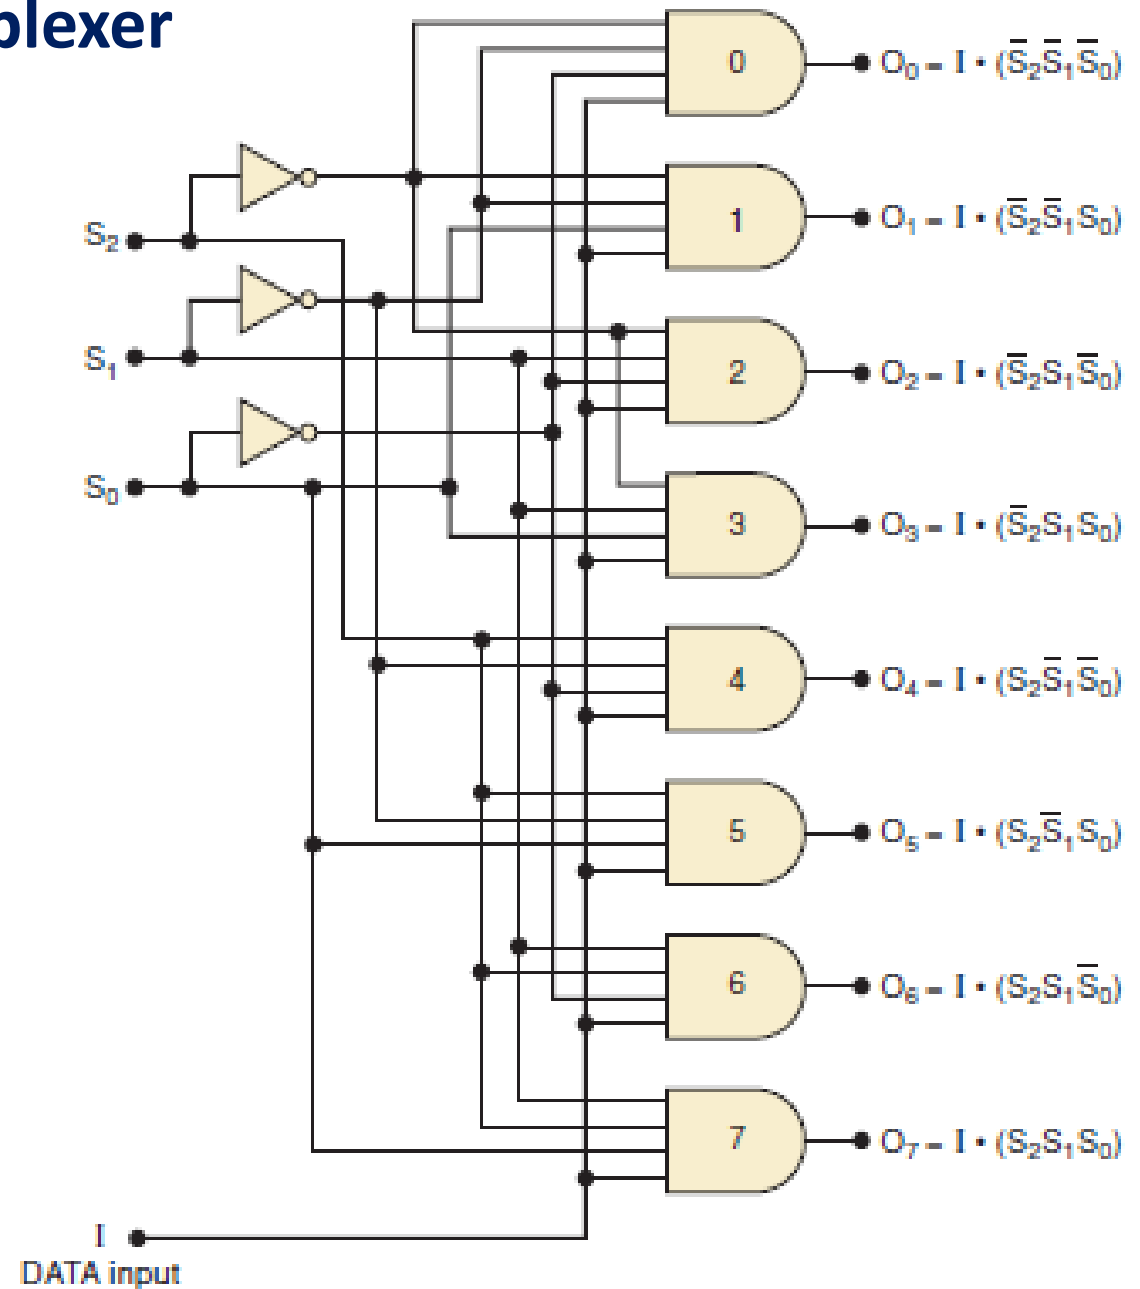 plexer
0
O₀ = I • (S̅₂S̅₁S̅₀)
1
O₁ = I • (S̅₂S̅₁S₀)
S₂
S₁
2
O₂ = I • (S̅₂S₁S̅₀)
S₀
3
O₃ = I • (S̅₂S₁S₀)
4
O₄ = I • (S₂S̅₁S̅₀)
5
O₅ = I • (S₂S̅₁S₀)
6
O₆ = I • (S₂S₁S̅₀)
7
O₇ = I • (S₂S₁S₀)
I
DATA input